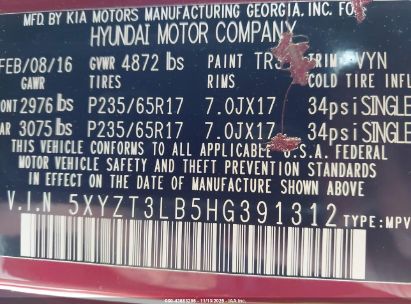 MFD.BY KIA MOTORS MANUFACTURING GEORGIA.INC. FO
HYUNDAI MOTOR COMPANY
FEB/08/16 GVWR 4872 lbs PAINT TR TRIM VYN
GAWR TIRES RIMS COLD TIRE INFL
ONT 2976 lbs P235/65R17 7.0JX17 34psi SINGLE
AR 3075 lbs P235/65R17 7.0JX17 34psi SINGLE
THIS VEHICLE CONFORMS TO ALL APPLICABLE U.S.A FEDERAL
MOTOR VEHICLE SAFETY AND THEFT PREVENTION STANDARDS
IN EFFECT ON THE DATE OF MANUFACTURE SHOWN ABOVE
V.I.N 5XYZT3LB5HG391312 TYPE:MPV